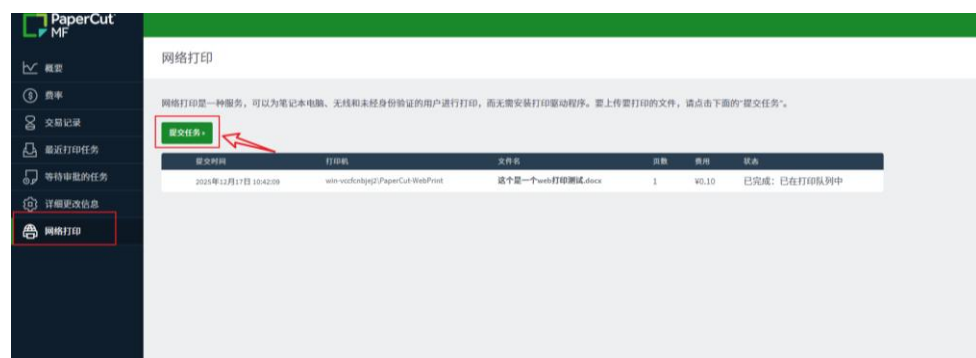 PaperCut
MF
概要
费率
交易记录
最近打印任务
等待审批的任务
详细更改信息
网络打印
网络打印
网络打印是一种服务，可以为笔记本电脑、无线和未经身份验证的用户进行打印，而无需安装打印驱动程序。要上传要打印的文件，请点击下面的“提交任务”。
提交任务 ›
提交时间 打印机 文件名 页数 费用 状态
2025年12月17日 10:42:09 \PaperCut-WebPrint 这个是一个web打印测试.docx 1 ¥0.10 已完成：已在打印队列中